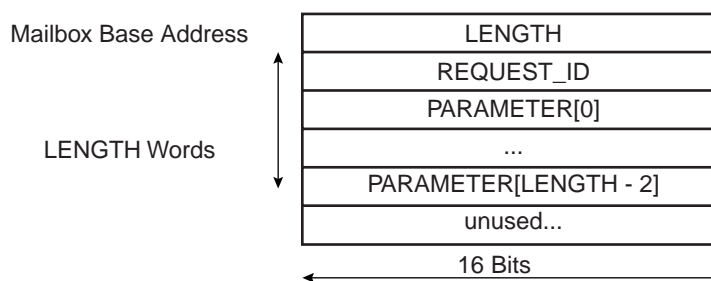 Mailbox Base Address
LENGTH
REQUEST_ID
PARAMETER[0]
LENGTH Words
...
PARAMETER[LENGTH - 2]
unused...
16 Bits